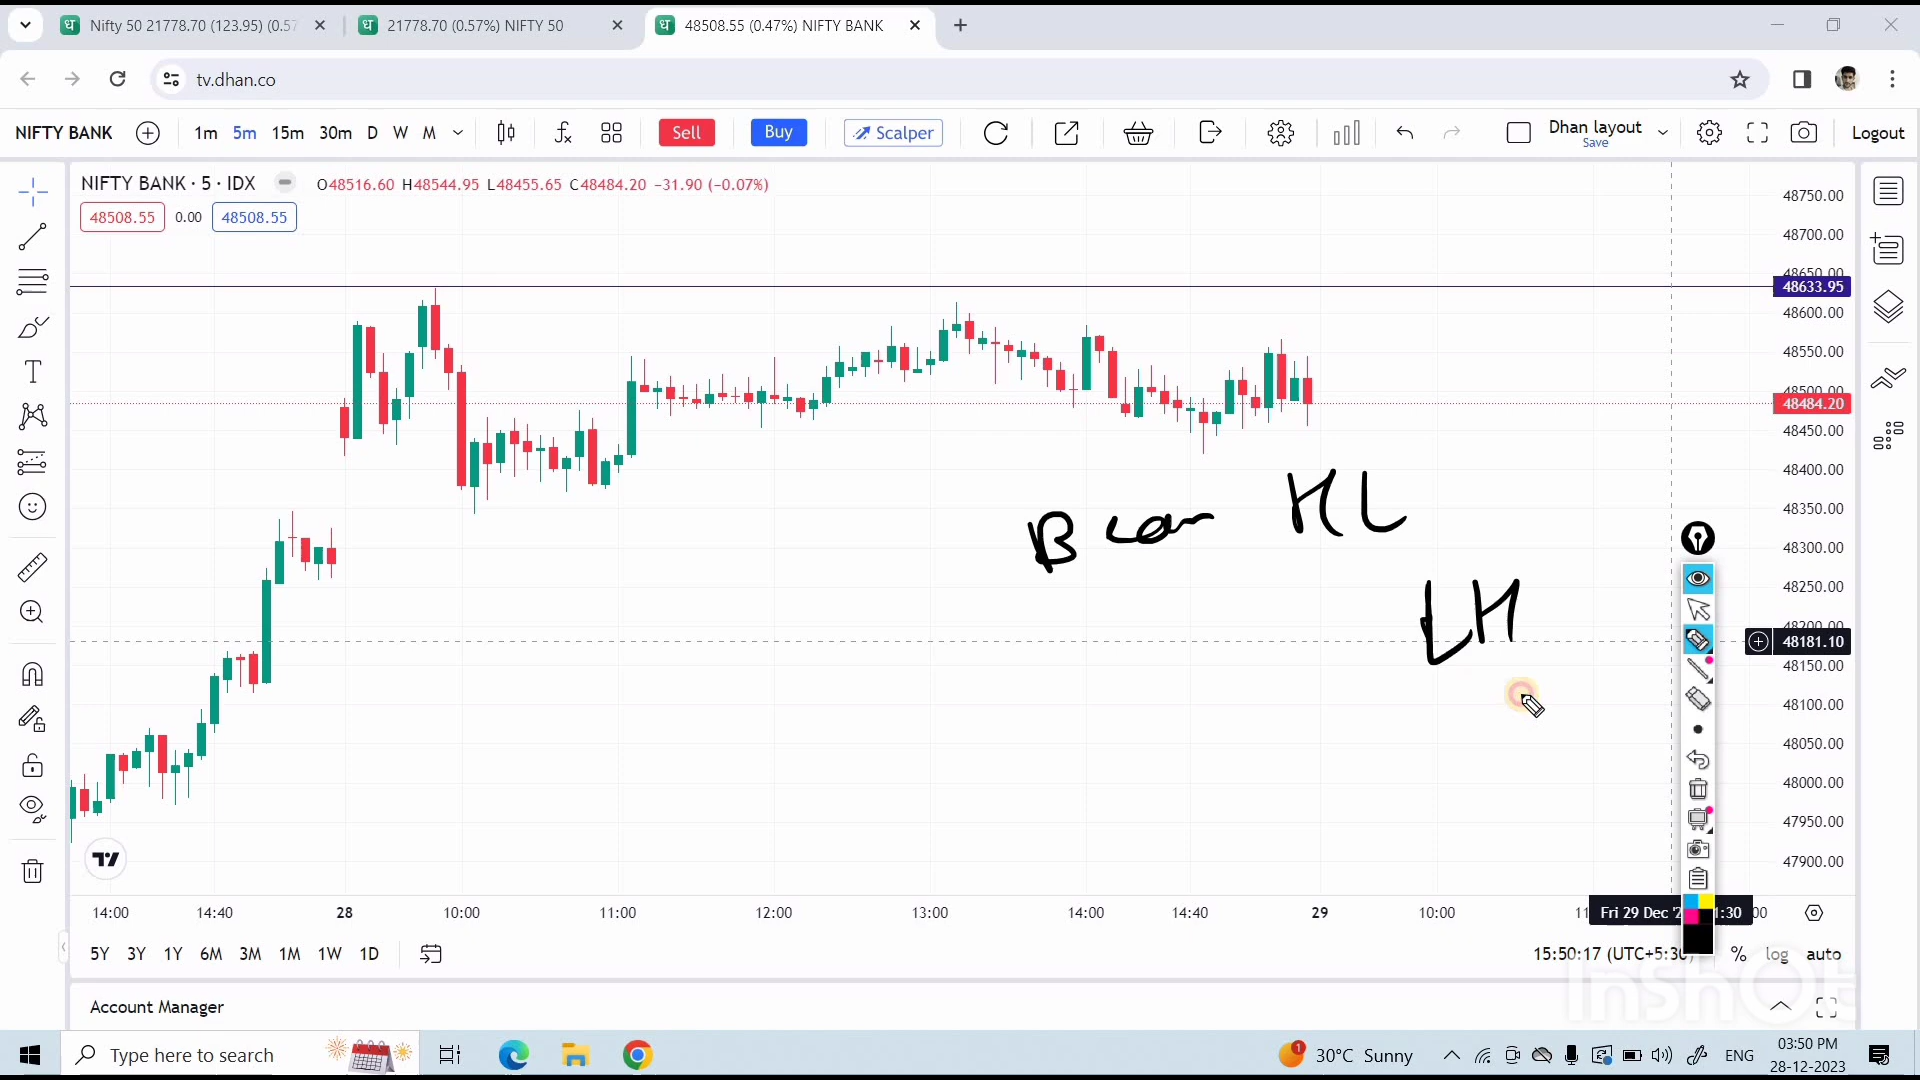 Nifty 50 21778.70 (123.95) (0.57
21778.70 (0.57%) NIFTY 50
48508.55 (0.47%) NIFTY BANK
tv.dhan.co
NIFTY BANK 1m 5m 15m 30m D W M Sell Buy Scalper Dhan layout Save Logout
NIFTY BANK · 5 · IDX O48516.60 H48544.95 L48455.65 C48484.20 −31.90 (−0.07%)
48508.55 0.00 48508.55
48750.00
48700.00
48650.00
48633.95
48600.00
48550.00
48500.00
48484.20
48450.00
48400.00
48350.00
48300.00
48250.00
48200.00
48181.10
48150.00
48100.00
48050.00
48000.00
47950.00
47900.00
HL
LH
14:00 14:40 28 10:00 11:00 12:00 13:00 14:00 14:40 29 10:00 Fri 29 Dec
5Y 3Y 1Y 6M 3M 1M 1W 1D 15:50:17 (UTC+5:30) % log auto
InShot
Account Manager
Type here to search 30°C Sunny ENG 03:50 PM
28-12-2023